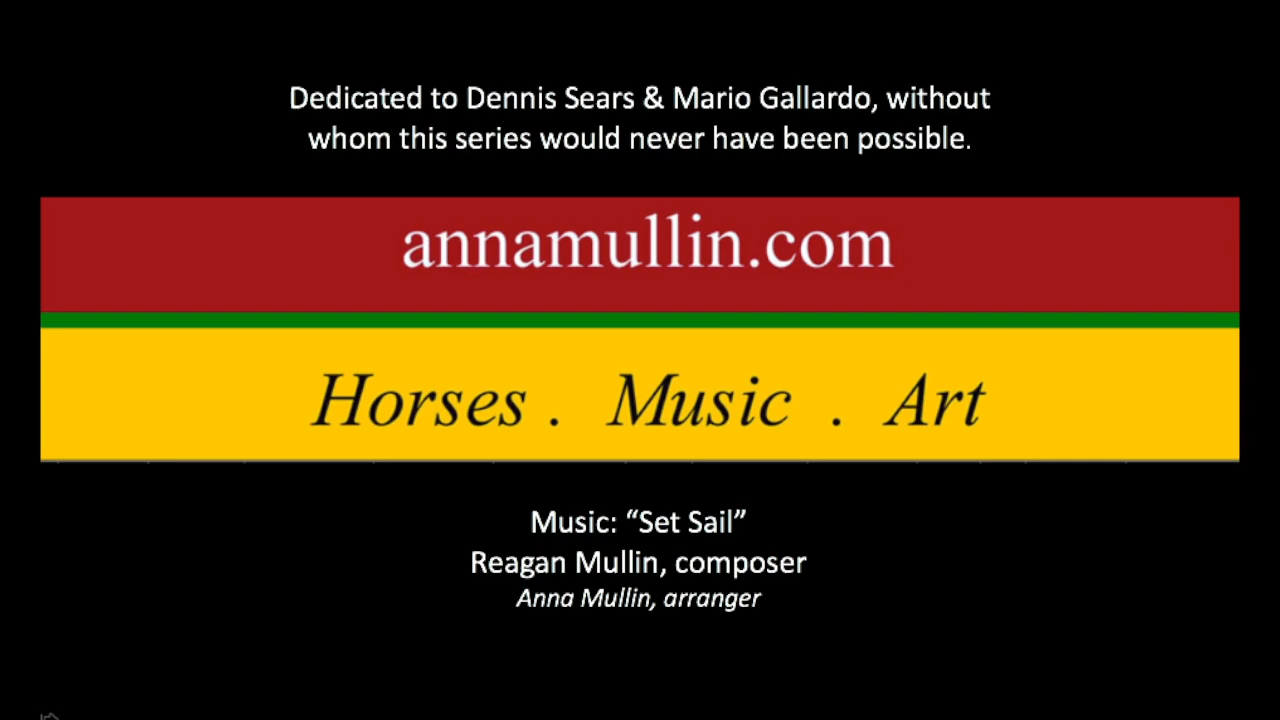 Dedicated to Dennis Sears & Mario Gallardo, without
whom this series would never have been possible.
annamullin.com
Horses . Music . Art
Music: “Set Sail”
Reagan Mullin, composer
Anna Mullin, arranger